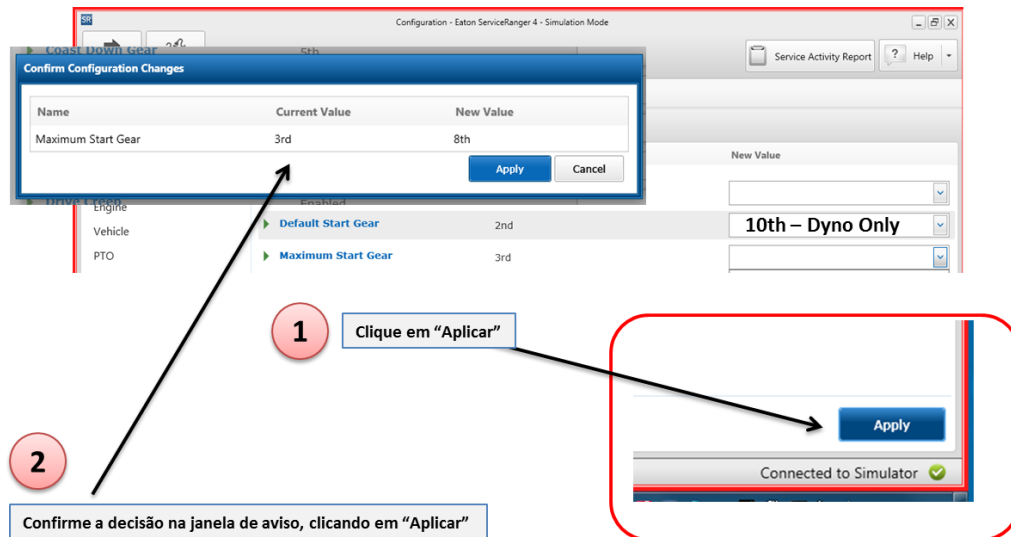 SR
Configuration - Eaton ServiceRanger 4 - Simulation Mode
Service Activity Report
? Help
Coast Down Gear
5th
Confirm Configuration Changes
Name Current Value New Value
Maximum Start Gear 3rd 8th
Apply Cancel
New Value
Drive Creep
Enabled
Engine
Default Start Gear 2nd 10th – Dyno Only
Vehicle
PTO
Maximum Start Gear 3rd
1
Clique em “Aplicar”
Apply
Connected to Simulator
2
Confirme a decisão na janela de aviso, clicando em “Aplicar”